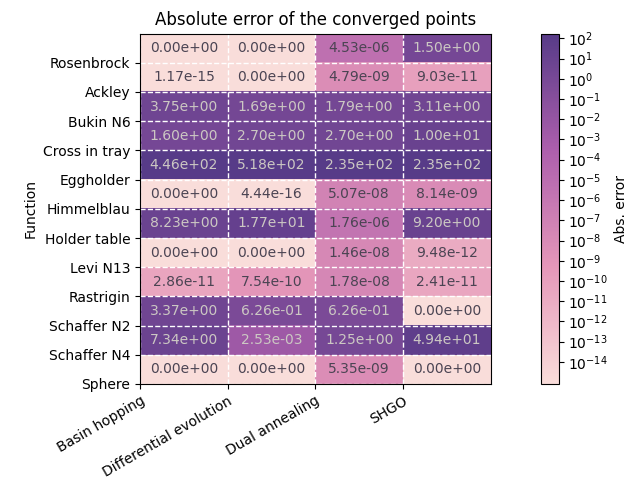 Absolute error of the converged points
0.00e+00 0.00e+00 4.53e-06 1.50e+00
Rosenbrock
1.17e-15 0.00e+00 4.79e-09 9.03e-11
Ackley
3.75e+00 1.69e+00 1.79e+00 3.11e+00
Bukin N6
1.60e+00 2.70e+00 2.70e+00 1.00e+01
Cross in tray
4.46e+02 5.18e+02 2.35e+02 2.35e+02
Eggholder
0.00e+00 4.44e-16 5.07e-08 8.14e-09
Himmelblau
8.23e+00 1.77e+01 1.76e-06 9.20e+00
Holder table
0.00e+00 0.00e+00 1.46e-08 9.48e-12
Levi N13
2.86e-11 7.54e-10 1.78e-08 2.41e-11
Rastrigin
3.37e+00 6.26e-01 6.26e-01 0.00e+00
Schaffer N2
7.34e+00 2.53e-03 1.25e+00 4.94e+01
Schaffer N4
0.00e+00 0.00e+00 5.35e-09 0.00e+00
Sphere
Function
Basin hopping
Differential evolution
Dual annealing
SHGO
10^2
10^1
10^0
10^-1
10^-2
10^-3
10^-4
10^-5
10^-6
10^-7
10^-8
10^-9
10^-10
10^-11
10^-12
10^-13
10^-14
Abs. error